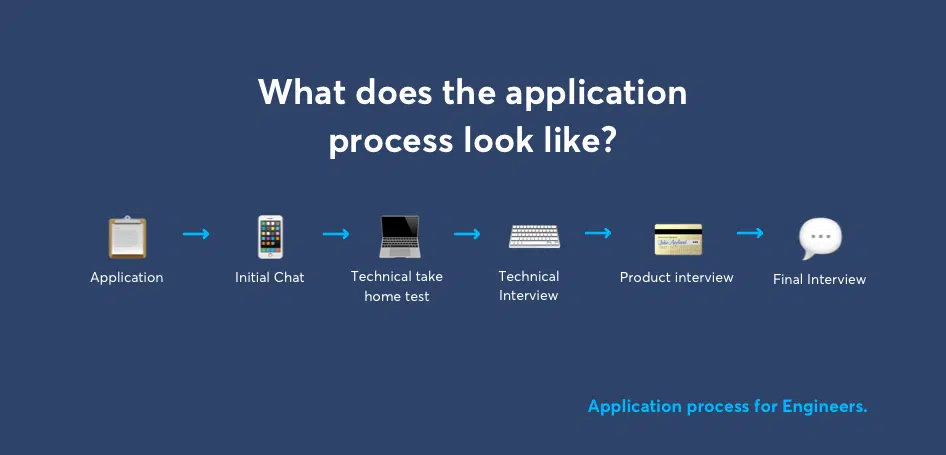 What does the application
process look like?
Application
Initial Chat
Technical take
home test
Technical
Interview
Product interview
Final Interview
Application process for Engineers.